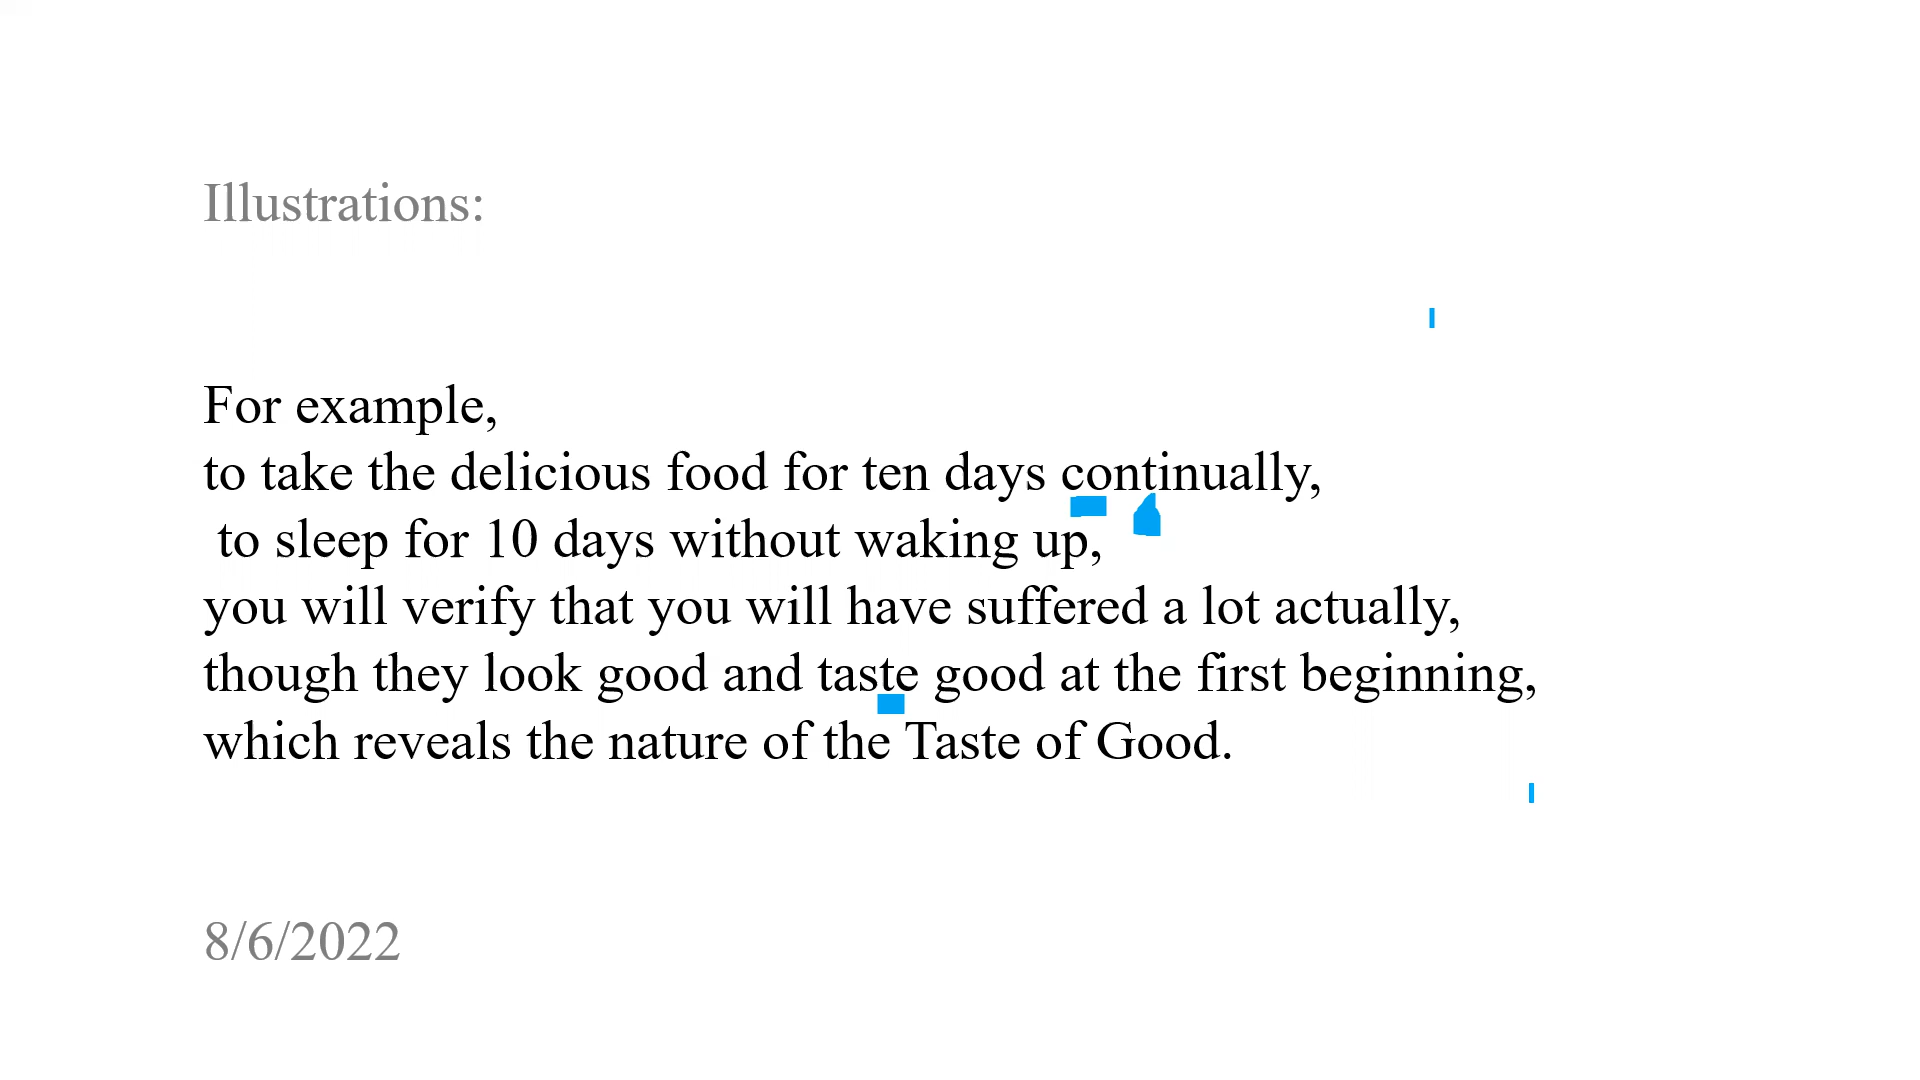 Illustrations:
For example,
to take the delicious food for ten days continually,
to sleep for 10 days without waking up,
you will verify that you will have suffered a lot actually,
though they look good and taste good at the first beginning,
which reveals the nature of the Taste of Good.
8/6/2022